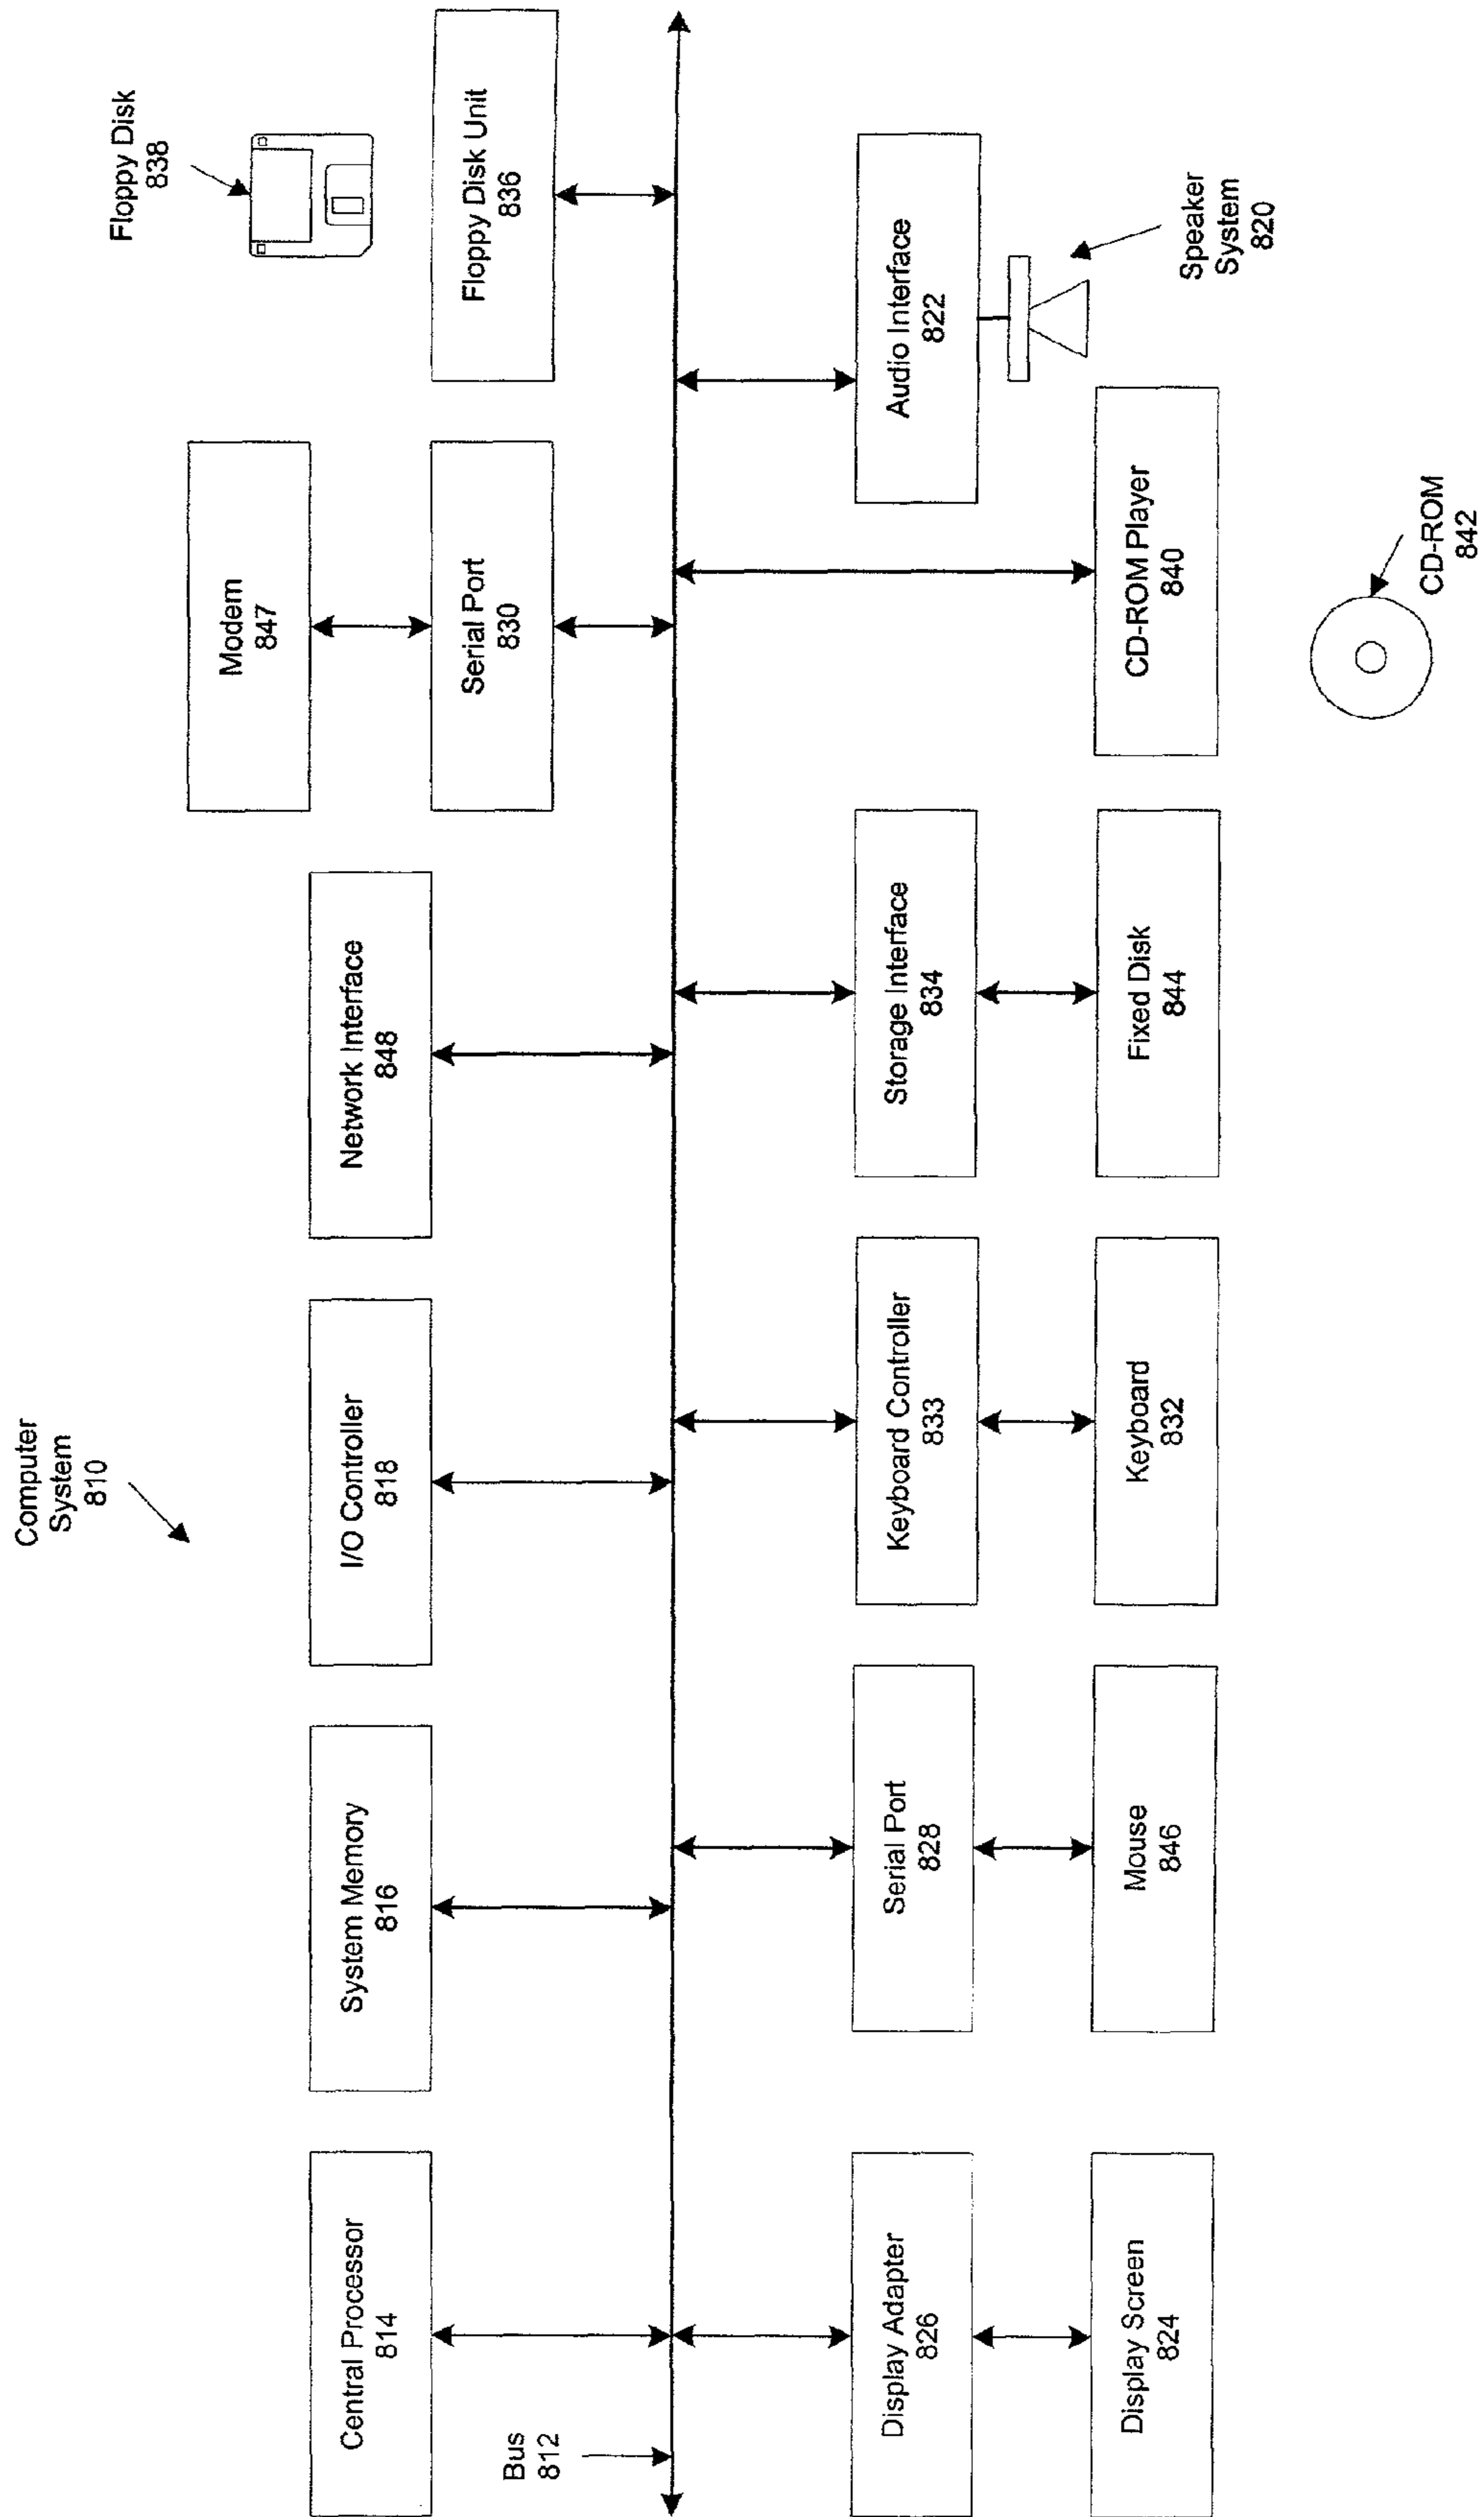 Computer
System
810
Floppy Disk
838
Modem
847
Central Processor
814
System Memory
816
I/O Controller
818
Network Interface
848
Serial Port
830
Floppy Disk Unit
836
Bus
812
Display Adapter
826
Serial Port
828
Keyboard Controller
833
Storage Interface
834
Audio Interface
822
Speaker
System
820
Display Screen
824
Mouse
846
Keyboard
832
Fixed Disk
844
CD-ROM Player
840
CD-ROM
842